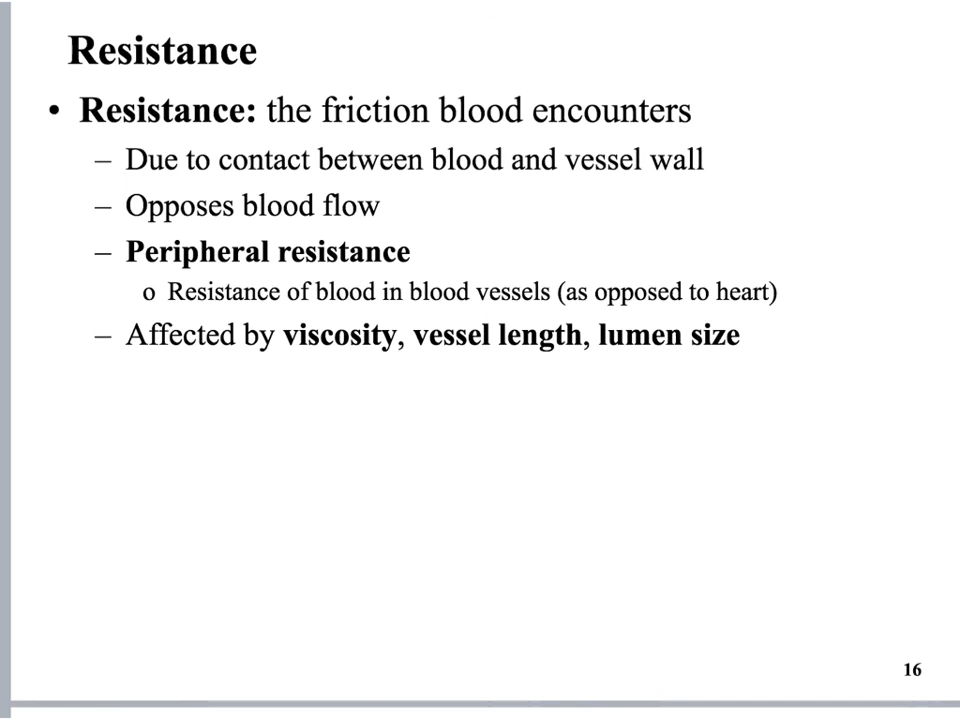 Resistance
• Resistance: the friction blood encounters
– Due to contact between blood and vessel wall
– Opposes blood flow
– Peripheral resistance
o Resistance of blood in blood vessels (as opposed to heart)
– Affected by viscosity, vessel length, lumen size
16